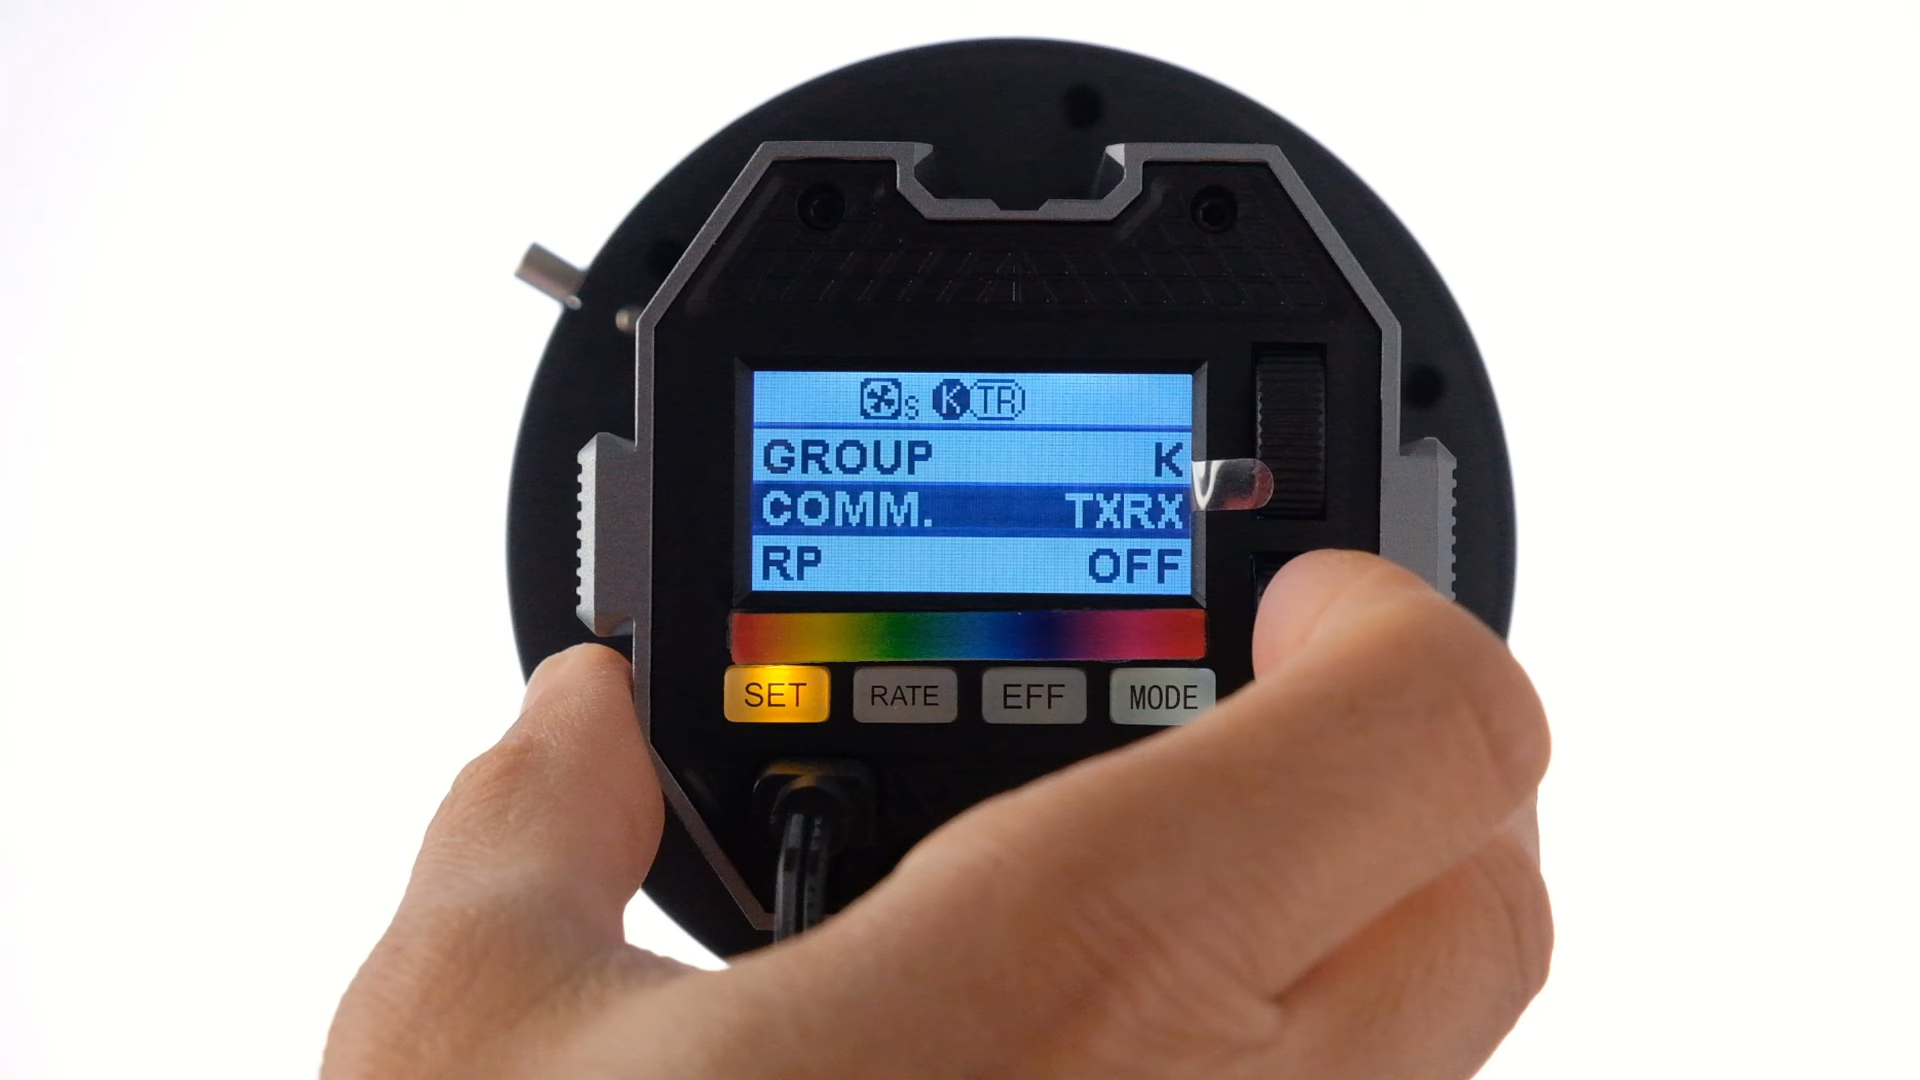 S K TR
GROUP K
COMM. TXRX
RP OFF
SET RATE EFF MODE